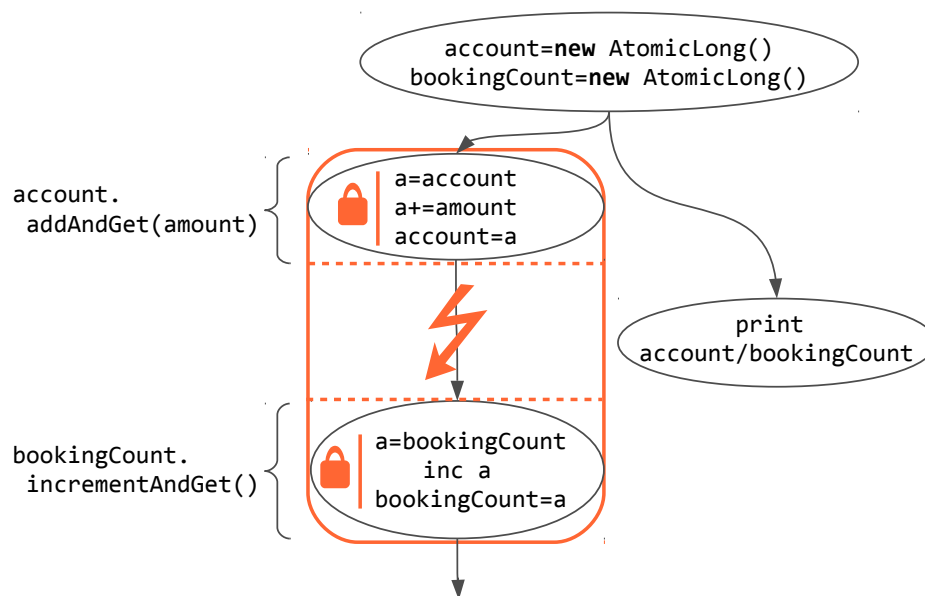 account=new AtomicLong()
bookingCount=new AtomicLong()
account.
addAndGet(amount)
a=account
a+=amount
account=a
print
account/bookingCount
bookingCount.
incrementAndGet()
a=bookingCount
inc a
bookingCount=a